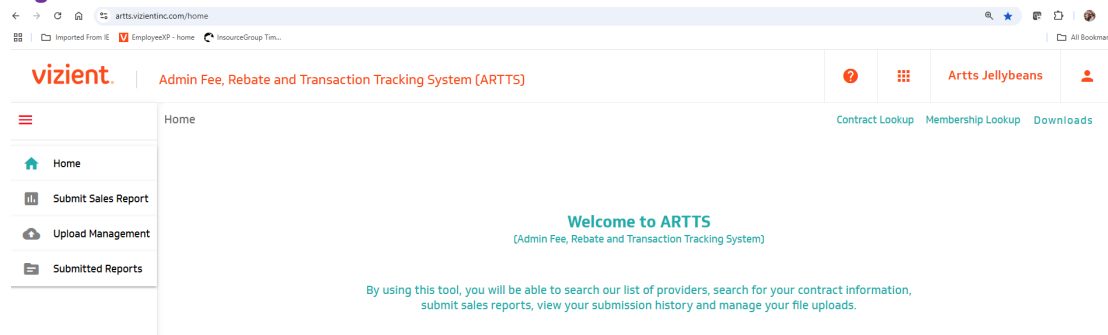 artts.vizientinc.com/home
Imported From IE EmployeeXP - home InsourceGroup Tim... All Bookmar
vizient. Admin Fee, Rebate and Transaction Tracking System (ARTTS) Artts Jellybeans
Home Contract Lookup Membership Lookup Downloads
Home
Submit Sales Report
Upload Management
Submitted Reports
Welcome to ARTTS
(Admin Fee, Rebate and Transaction Tracking System)
By using this tool, you will be able to search our list of providers, search for your contract information,
submit sales reports, view your submission history and manage your file uploads.